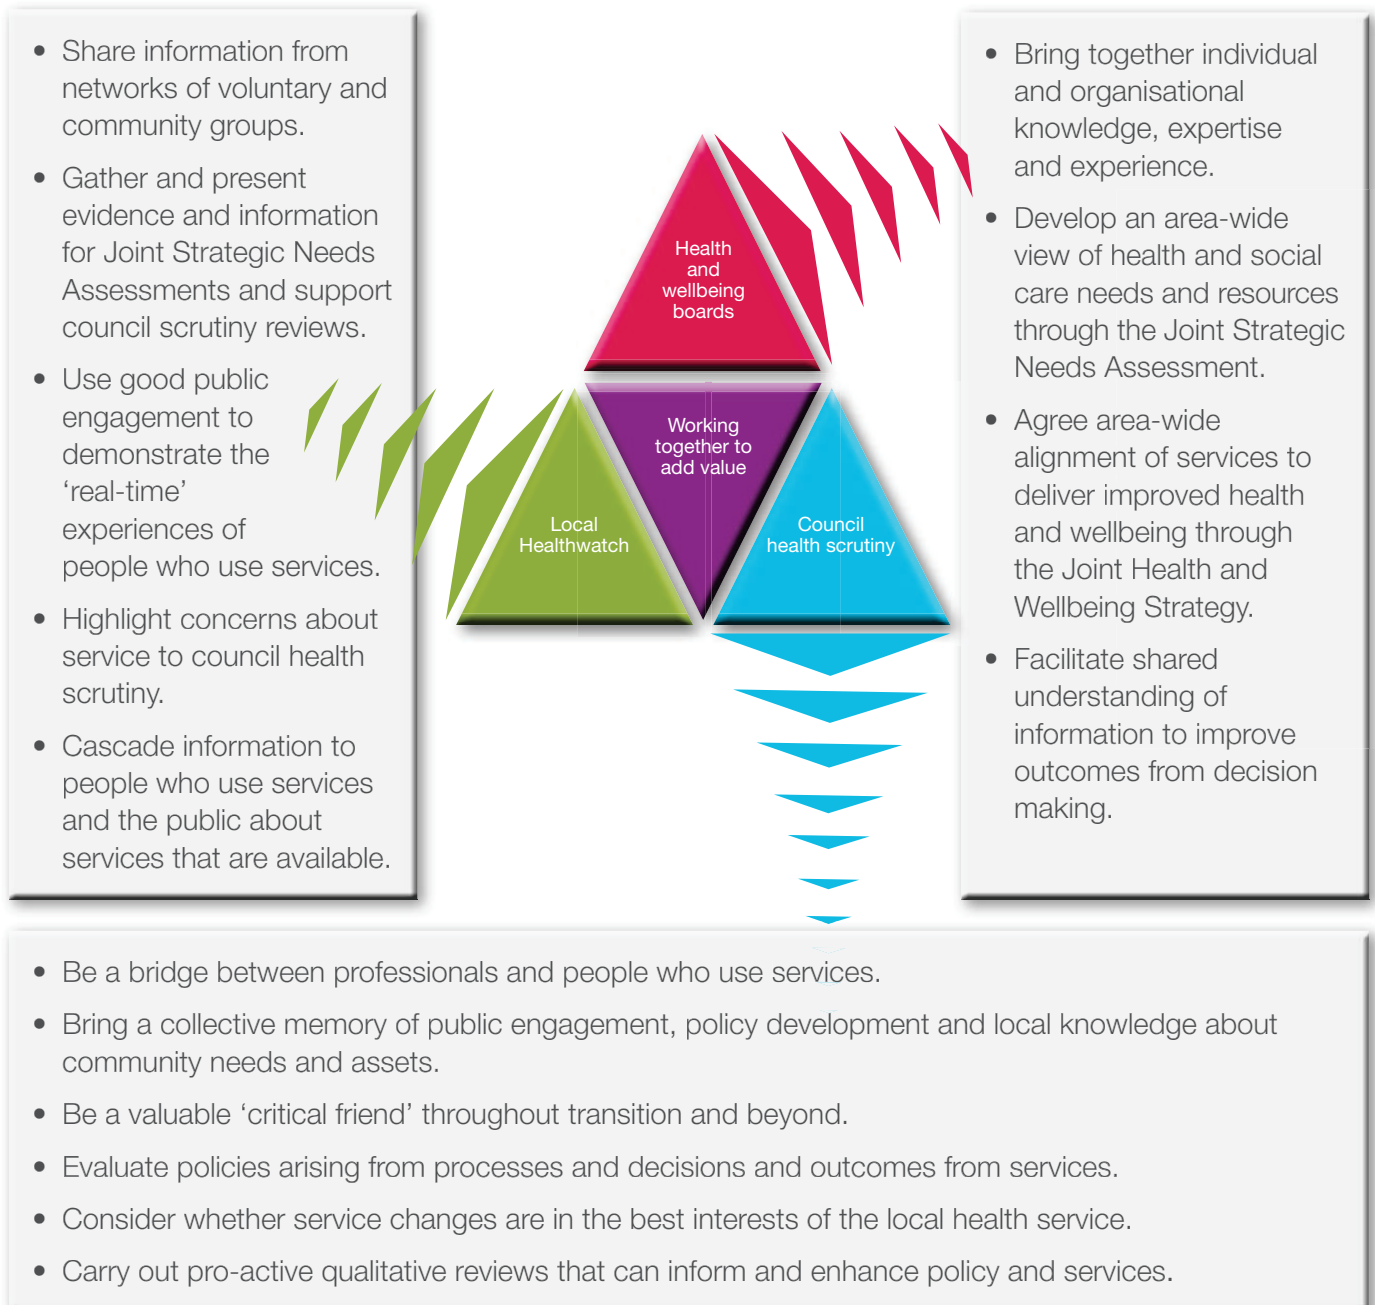 • Share information from
networks of voluntary and
community groups.
• Gather and present
evidence and information
for Joint Strategic Needs
Assessments and support
council scrutiny reviews.
• Use good public
engagement to
demonstrate the
‘real-time’
experiences of
people who use services.
• Highlight concerns about
service to council health
scrutiny.
• Cascade information to
people who use services
and the public about
services that are available.
Health
and
wellbeing
boards
Working
together to
add value
Local
Healthwatch
Council
health scrutiny
• Bring together individual
and organisational
knowledge, expertise
and experience.
• Develop an area-wide
view of health and social
care needs and resources
through the Joint Strategic
Needs Assessment.
• Agree area-wide
alignment of services to
deliver improved health
and wellbeing through
the Joint Health and
Wellbeing Strategy.
• Facilitate shared
understanding of
information to improve
outcomes from decision
making.
• Be a bridge between professionals and people who use services.
• Bring a collective memory of public engagement, policy development and local knowledge about
community needs and assets.
• Be a valuable ‘critical friend’ throughout transition and beyond.
• Evaluate policies arising from processes and decisions and outcomes from services.
• Consider whether service changes are in the best interests of the local health service.
• Carry out pro-active qualitative reviews that can inform and enhance policy and services.